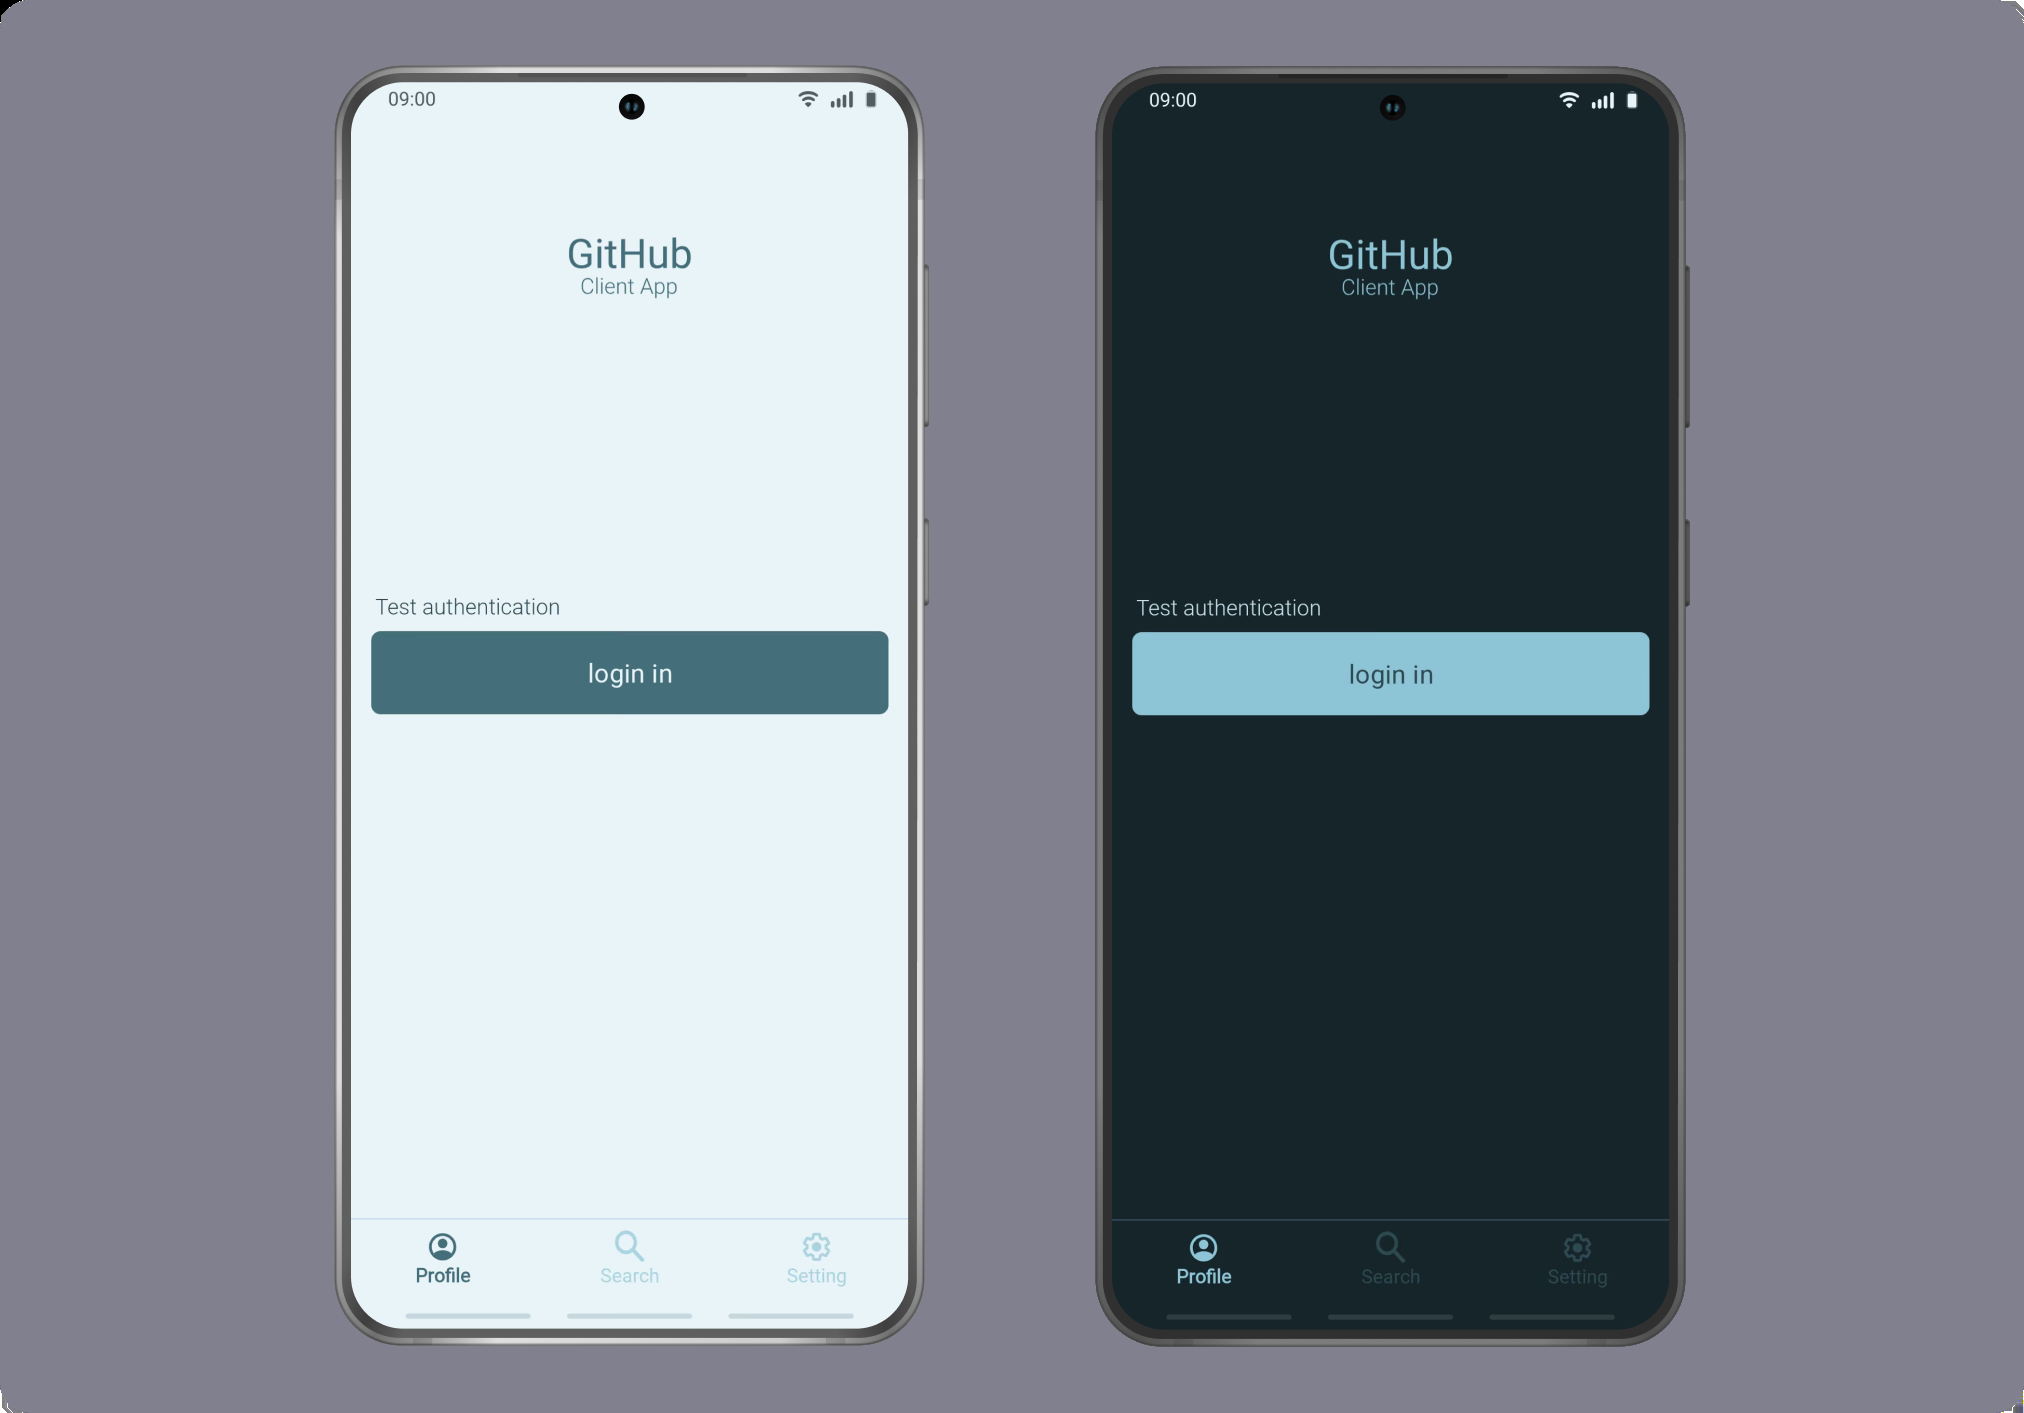 09:00
GitHub
Client App
Test authentication
login in
Profile
Search
Setting
09:00
GitHub
Client App
Test authentication
login in
Profile
Search
Setting